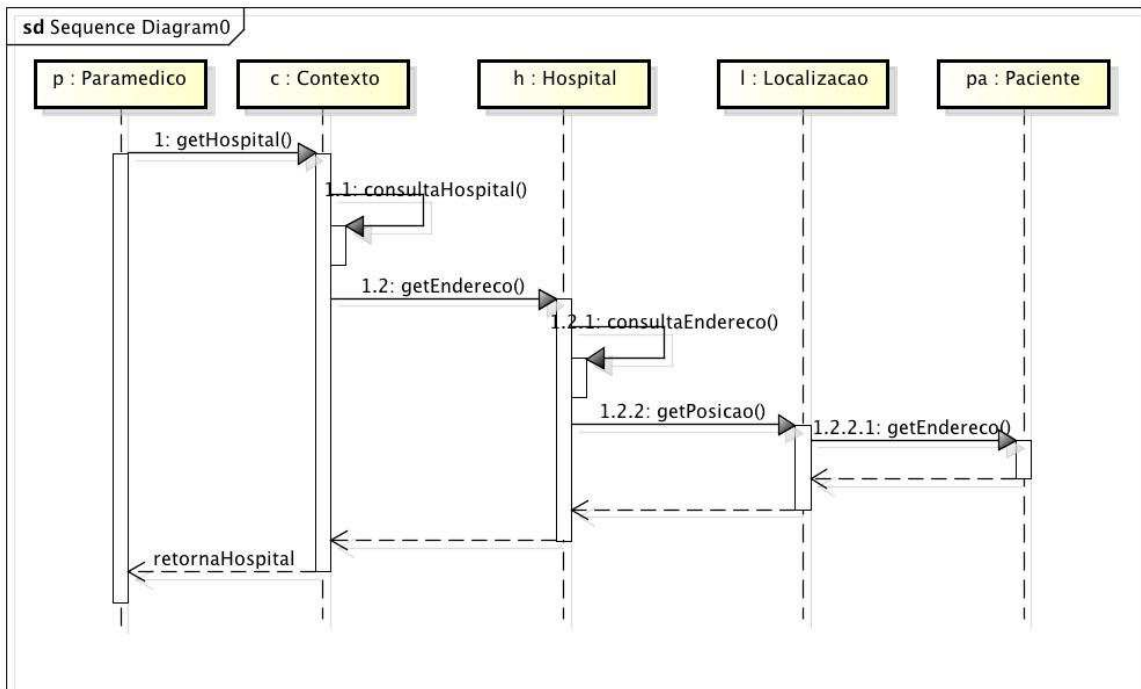 sd Sequence Diagram0
p : Paramedico
c : Contexto
h : Hospital
l : Localizacao
pa : Paciente
1: getHospital()
1.1: consultaHospital()
1.2: getEndereco()
1.2.1: consultaEndereco()
1.2.2: getPosicao()
1.2.2.1: getEndereco()
retornaHospital